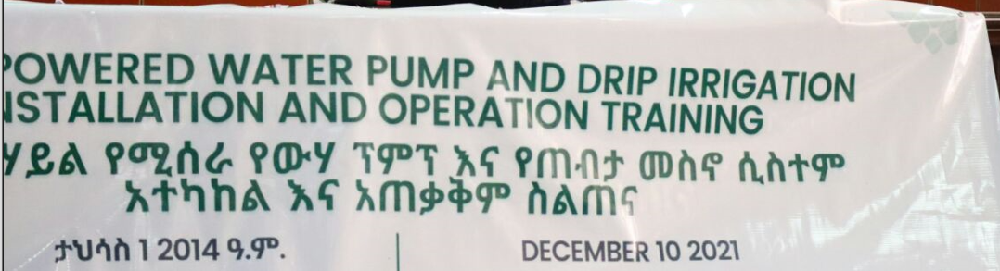 POWERED WATER PUMP AND DRIP IRRIGATION
NSTALLATION AND OPERATION TRAINING
ሃይል የሚሰራ የውሃ ፓምፕ እና የጠብታ መስኖ ሲስተም
አተካከል እና አጠቃቀም ስልጠና
ታህሳስ 1 2014 ዓ.ም. | DECEMBER 10 2021